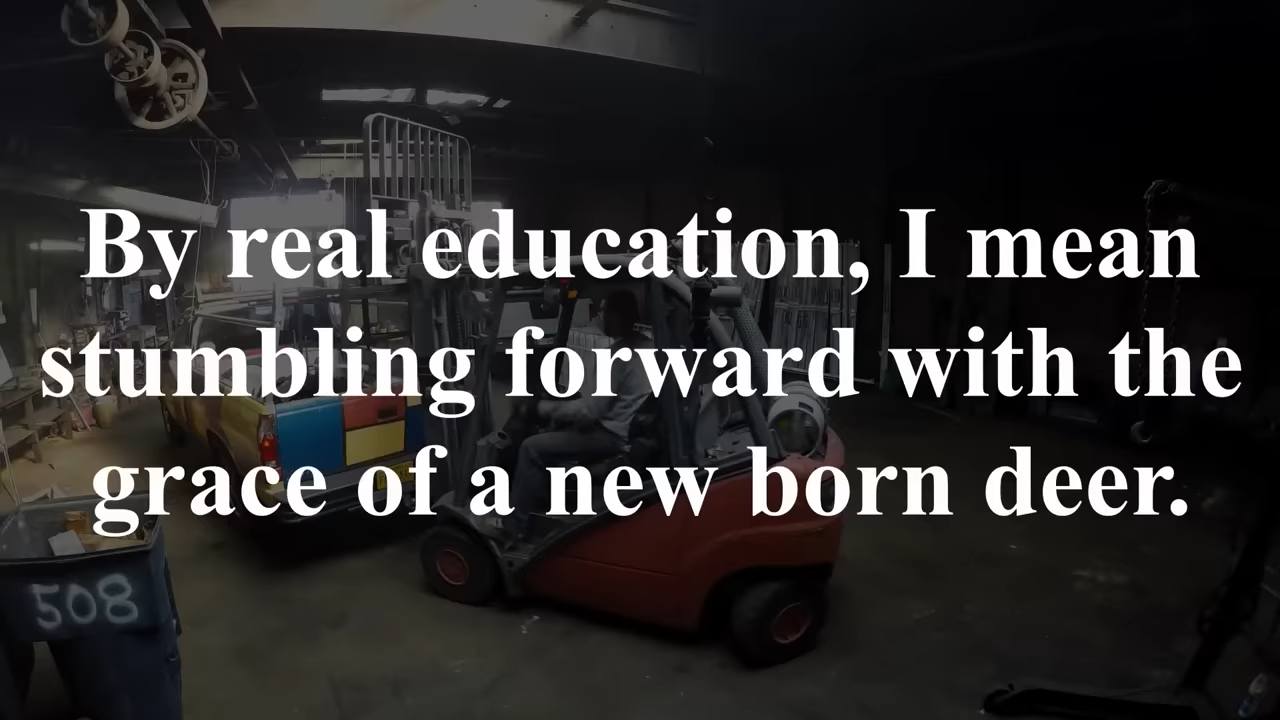 By real education, I mean
stumbling forward with the
grace of a new born deer.
508